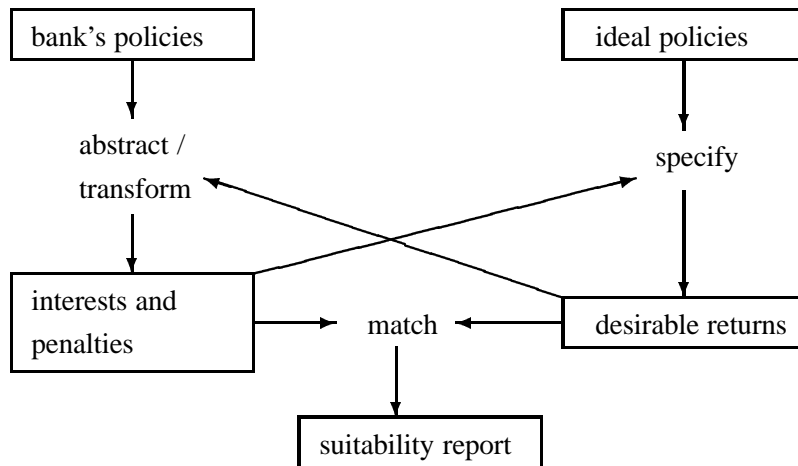 bank's policies
ideal policies
abstract /
transform
specify
interests and
penalties
match
desirable returns
suitability report